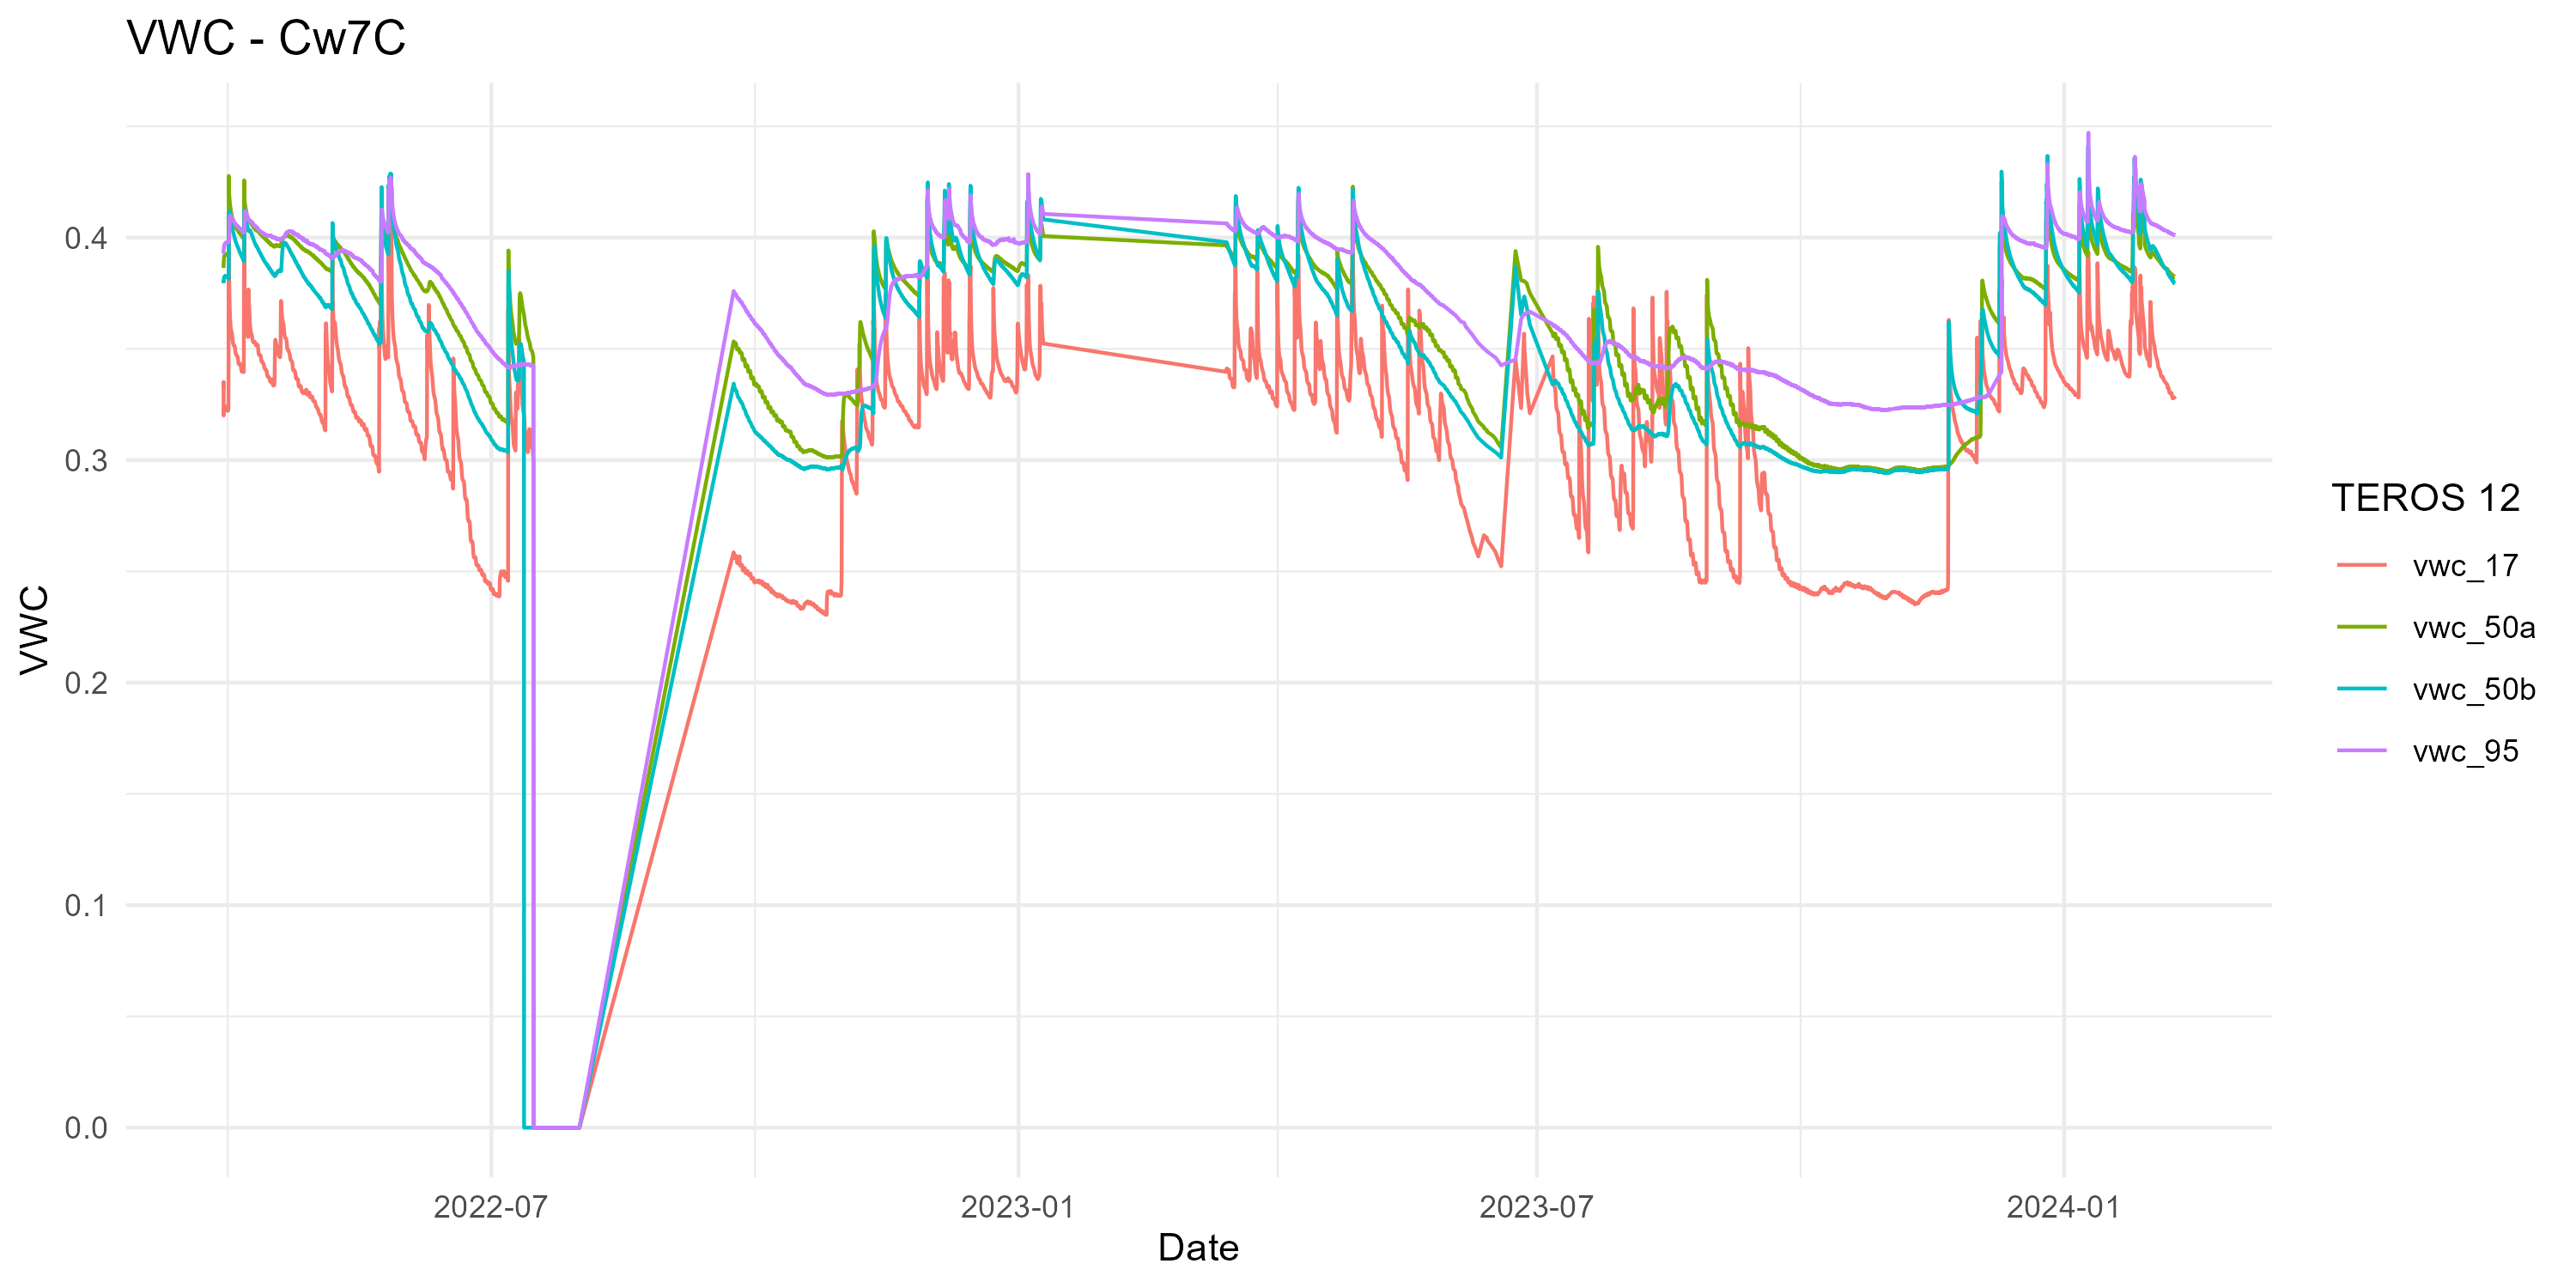 VWC - Cw7C
0.4
0.3
0.2
0.1
0.0
VWC
2022-07
2023-01
2023-07
2024-01
Date
TEROS 12
vwc_17
vwc_50a
vwc_50b
vwc_95